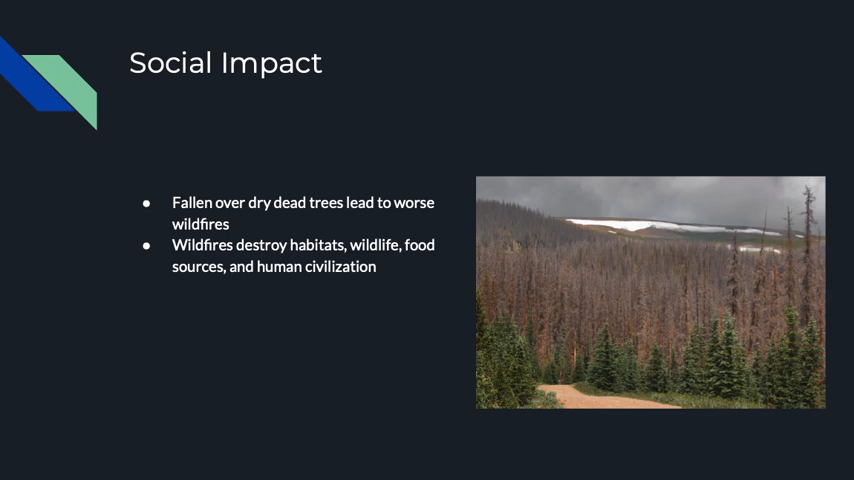 Social Impact
● Fallen over dry dead trees lead to worse
wildfires
● Wildfires destroy habitats, wildlife, food
sources, and human civilization